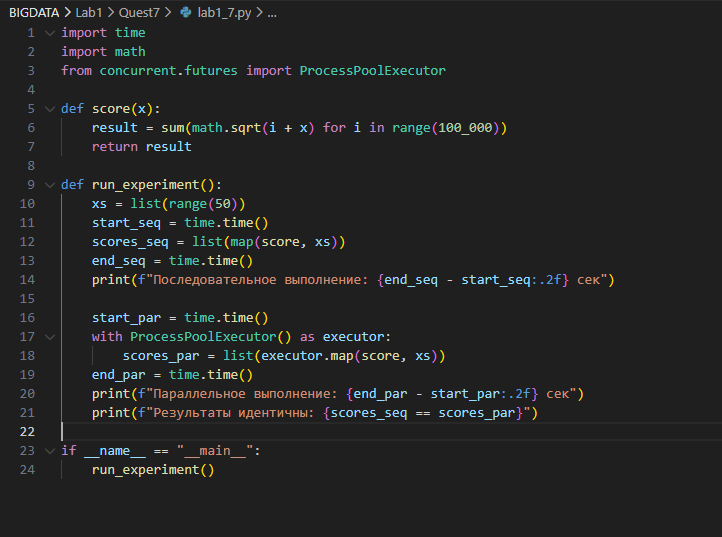 BIGDATA > Lab1 > Quest7 > lab1_7.py > ...
1 import time
2 import math
3 from concurrent.futures import ProcessPoolExecutor
4
5 def score(x):
6     result = sum(math.sqrt(i + x) for i in range(100_000))
7     return result
8
9 def run_experiment():
10     xs = list(range(50))
11     start_seq = time.time()
12     scores_seq = list(map(score, xs))
13     end_seq = time.time()
14     print(f"Последовательное выполнение: {end_seq - start_seq:.2f} сек")
15
16     start_par = time.time()
17     with ProcessPoolExecutor() as executor:
18         scores_par = list(executor.map(score, xs))
19     end_par = time.time()
20     print(f"Параллельное выполнение: {end_par - start_par:.2f} сек")
21     print(f"Результаты идентичны: {scores_seq == scores_par}")
22
23 if __name__ == "__main__":
24     run_experiment()